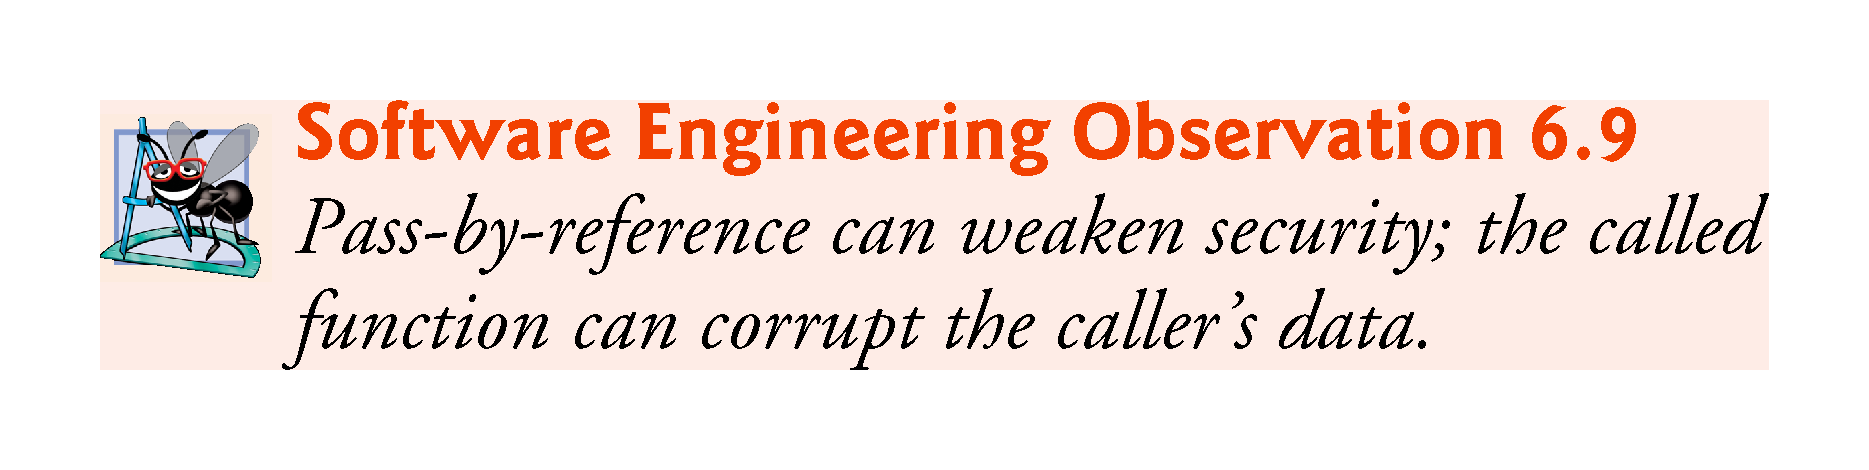 Software Engineering Observation 6.9
Pass-by-reference can weaken security; the called
function can corrupt the caller’s data.